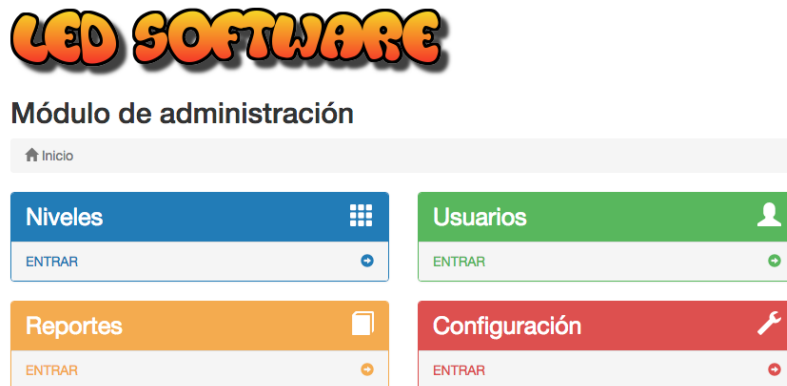 LED SOFTWARE
Módulo de administración
Inicio
Niveles
ENTRAR
Usuarios
ENTRAR
Reportes
ENTRAR
Configuración
ENTRAR